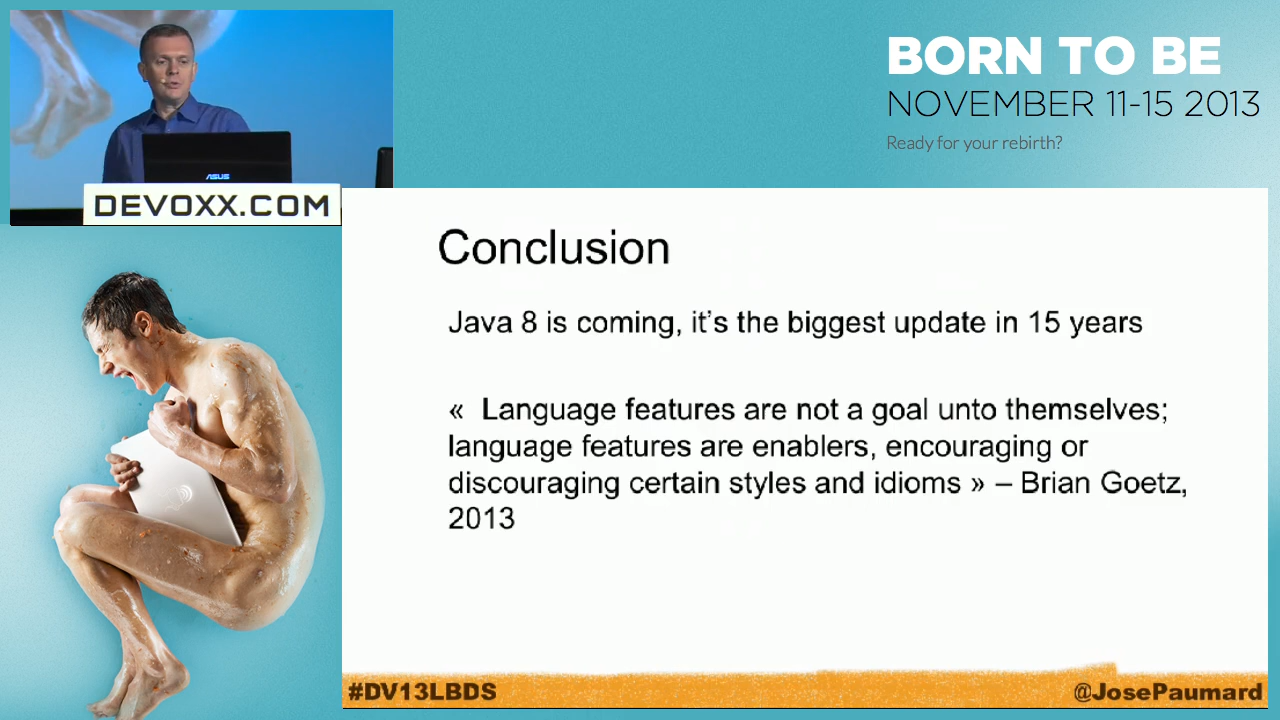 BORN TO BE
NOVEMBER 11-15 2013
Ready for your rebirth?
ASUS
DEVOXX.COM
Conclusion
Java 8 is coming, it’s the biggest update in 15 years
«  Language features are not a goal unto themselves;
language features are enablers, encouraging or
discouraging certain styles and idioms » – Brian Goetz,
2013
#DV13LBDS
@JosePaumard